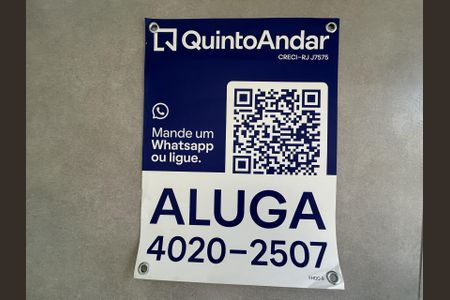 QuintoAndar
CRECI-RJ J7575
Mande um
Whatsapp
ou ligue.
ALUGA
4020-2507